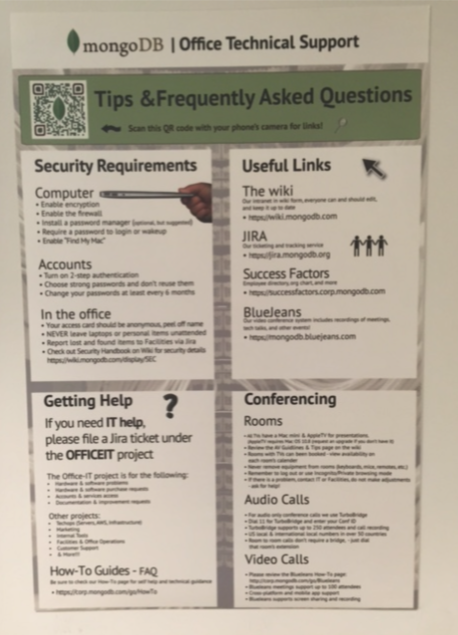 mongoDB | Office Technical Support
Tips & Frequently Asked Questions
Scan this QR code with your phone's camera for links!
Security Requirements
Computer
• Enable encryption
• Enable the firewall
• Install a password manager (optional, but suggested)
• Require a password to login or wakeup
• Enable "Find My Mac"
Accounts
• Turn on 2-step authentication
• Choose strong passwords and don't reuse them
• Change your passwords at least every 6 months
In the office
• Your access card should be anonymous, peel off name
• NEVER leave laptops or personal items unattended
• Report lost and found items to Facilities via Jira
• Check out Security Handbook on Wiki for security details
https://wiki.mongodb.com/display/SEC
Useful Links
The wiki
Our intranet in wiki form, everyone can and should edit,
and keep it up to date
• https://wiki.mongodb.com
JIRA
Our ticketing and tracking service
• https://jira.mongodb.org
Success Factors
Employee directory, org chart, and more
• https://successfactors.corp.mongodb.com
BlueJeans
Our video conference system includes recordings of meetings,
tech-talks, and other events!
• https://mongodb.bluejeans.com
Getting Help ?
If you need IT help,
please file a Jira ticket under
the OFFICEIT project
The Office-IT project is for the following:
• Hardware & software problems
• Hardware & software purchase requests
• Accounts & services access
• Documentation & improvement requests
Other projects:
• Techops (Servers, AWS, Infrastructure)
• Marketing
• Internal Tools
• Facilities & Office Operations
• Customer Support
• & More!!!
How-To Guides - FAQ
Be sure to check our How-To page for self help and technical guidance
• https://corp.mongodb.com/go/HowTo
Conferencing
Rooms
• All TVs have a Mac mini & AppleTV for presentations.
• Review the AV Guidelines & Tips page on the wiki
• Rooms with TVs can been booked - view availability on
each room's calendar
• Never remove equipment from rooms (keyboards, mice, remotes, etc.)
• Remember to log out or use Incognito/Private browsing mode
• If there is a problem, contact IT or Facilities, do not make adjustments
- ask for help!
Audio Calls
• For audio only conference calls we use TurboBridge
• Dial 11 for TurboBridge and enter your Conf ID
• TurboBridge supports up to 250 attendees and call recording
• US local & international local numbers in over 50 countries
• Room to room calls don't require a bridge, - just dial
that room's extension
Video Calls
• Please review the BlueJeans How-To page:
http://corp.mongodb.com/go/BlueJeans
• BlueJeans meetings support up to 100 attendees
• Cross-platform and mobile app support
• BlueJeans supports screen sharing and recording